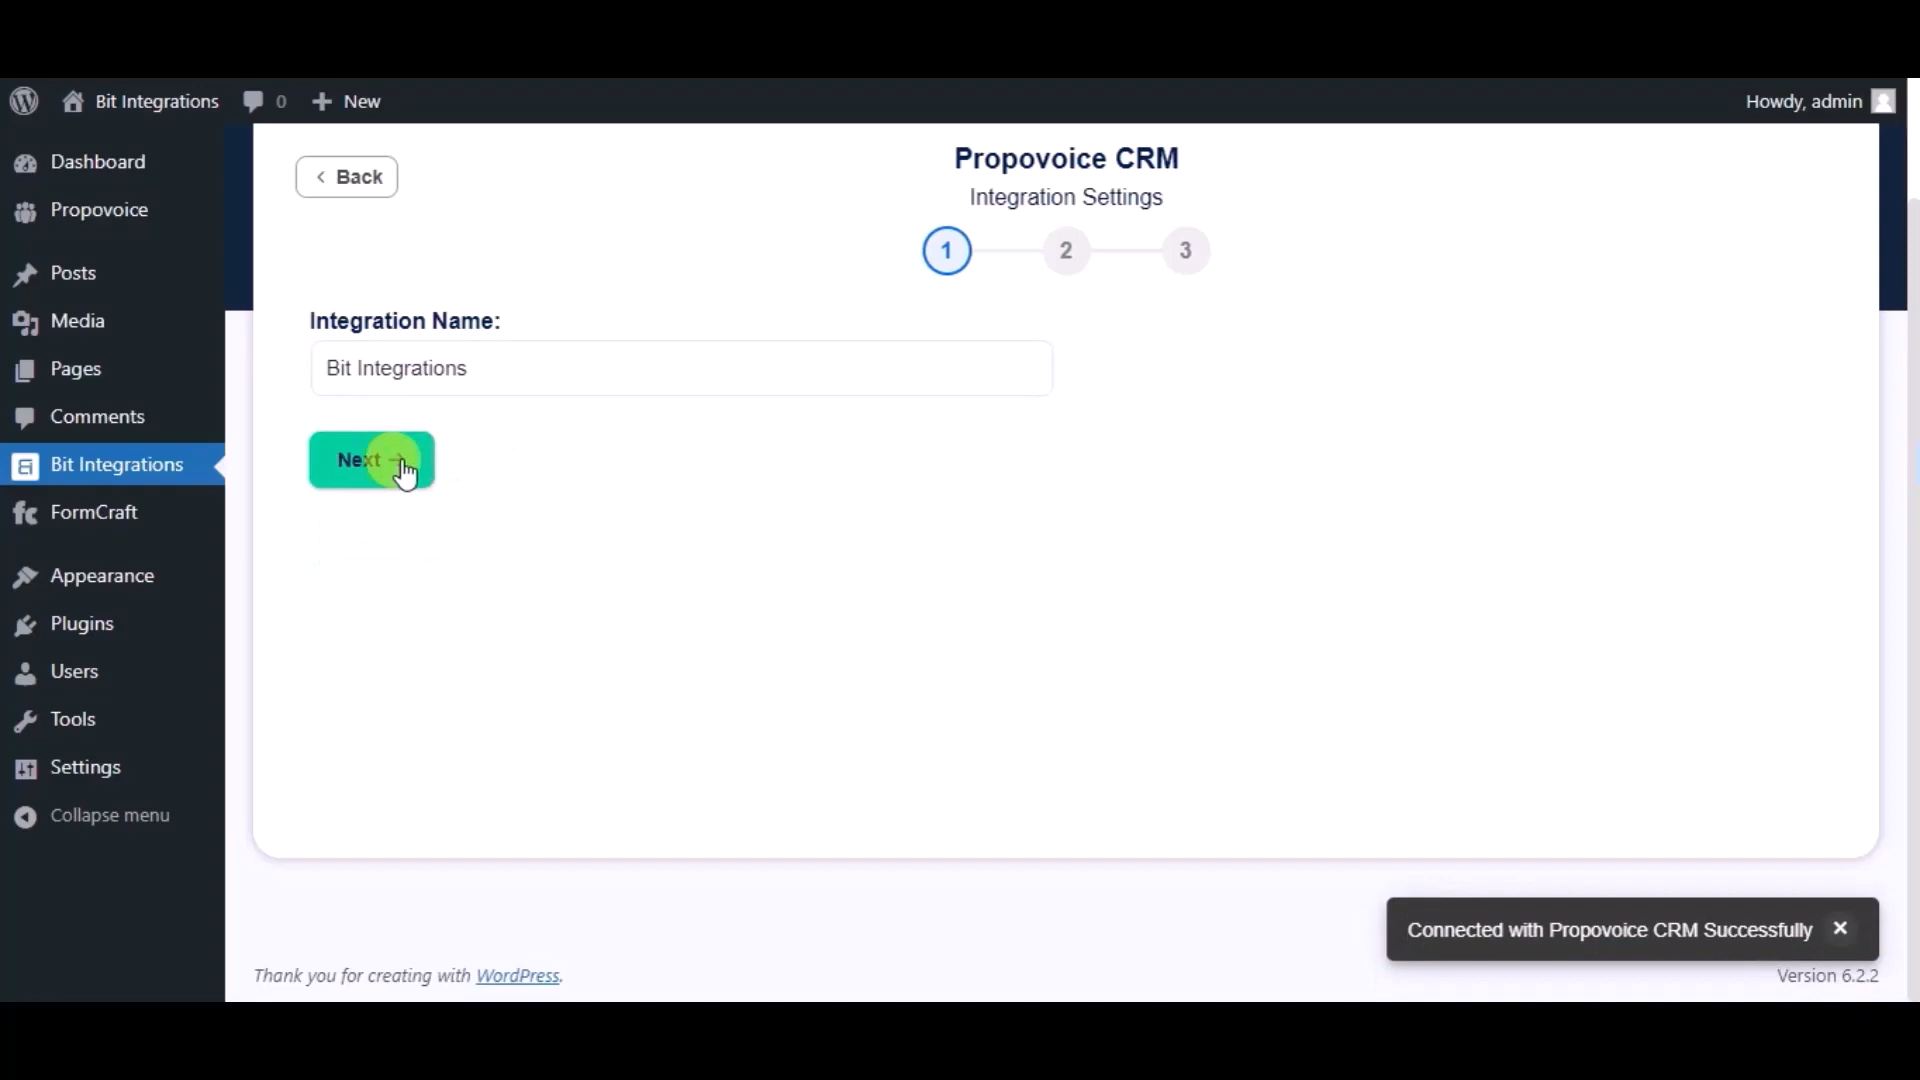 Bit Integrations
0
New
Howdy, admin
Dashboard
Propovoice
Posts
Media
Pages
Comments
Bit Integrations
FormCraft
Appearance
Plugins
Users
Tools
Settings
Collapse menu
Back
Propovoice CRM
Integration Settings
1
2
3
Integration Name:
Bit Integrations
Next
Connected with Propovoice CRM Successfully
Thank you for creating with WordPress.
Version 6.2.2